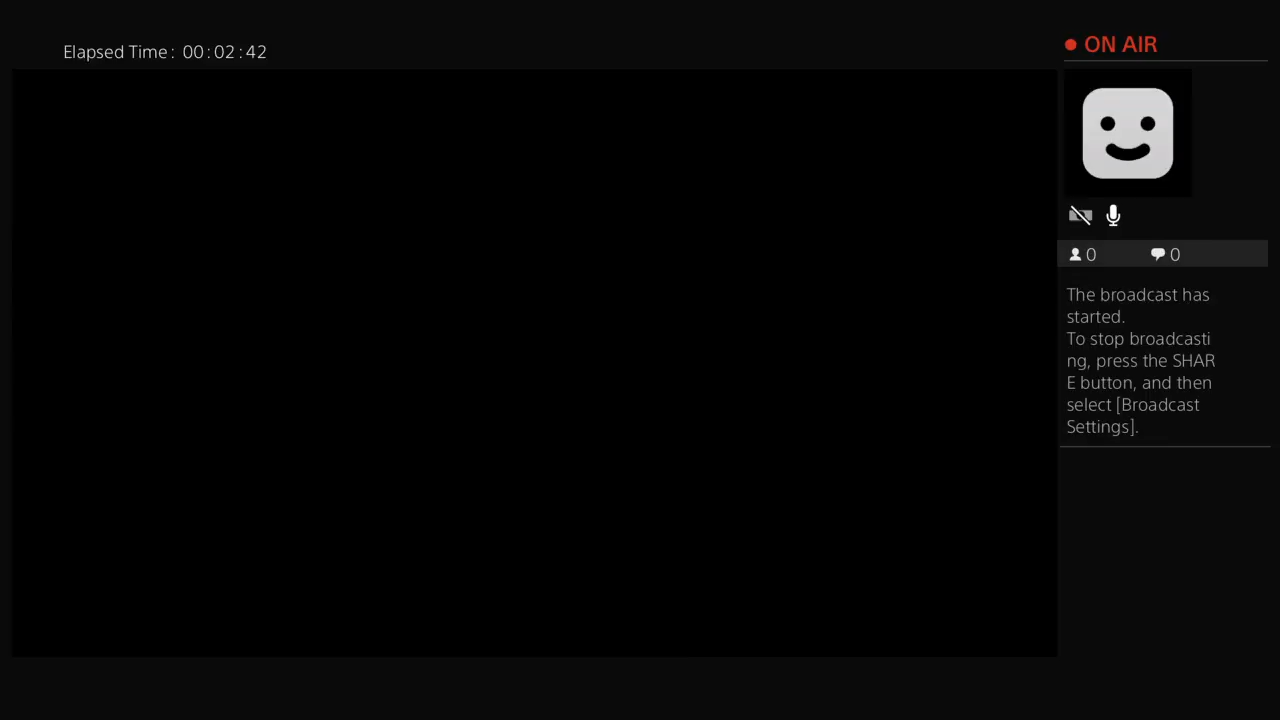 Elapsed Time: 00:02:42
ON AIR
0 0
The broadcast has
started.
To stop broadcasti
ng, press the SHAR
E button, and then
select [Broadcast
Settings].